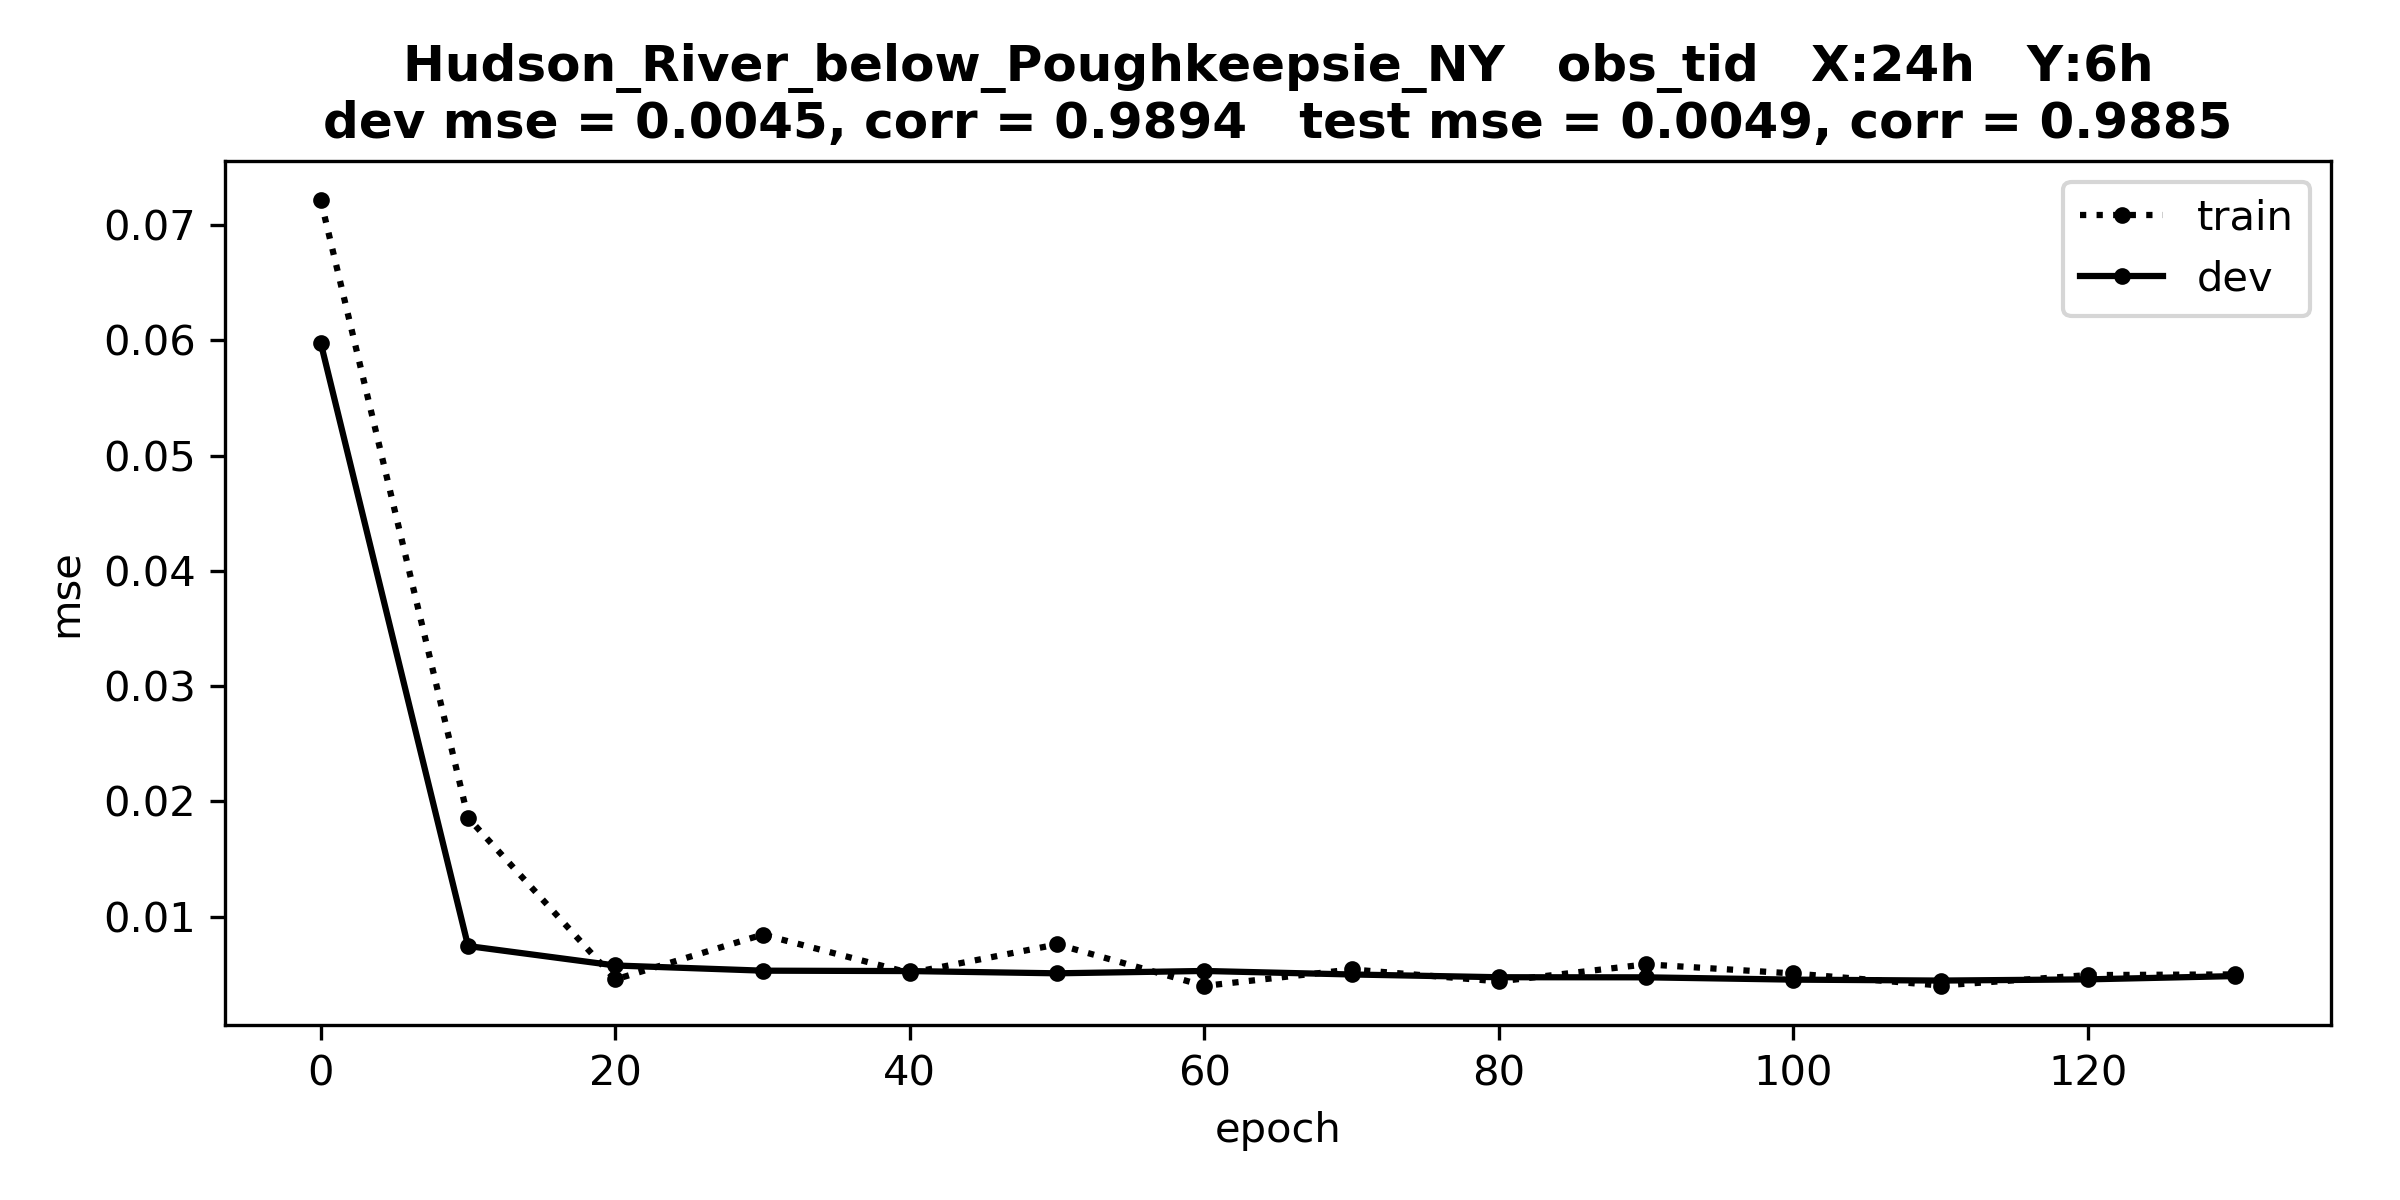 Hudson_River_below_Poughkeepsie_NY obs_tid X:24h Y:6h
dev mse = 0.0045, corr = 0.9894 test mse = 0.0049, corr = 0.9885
train
dev
0.07
0.06
0.05
0.04
0.03
0.02
0.01
mse
0 20 40 60 80 100 120
epoch